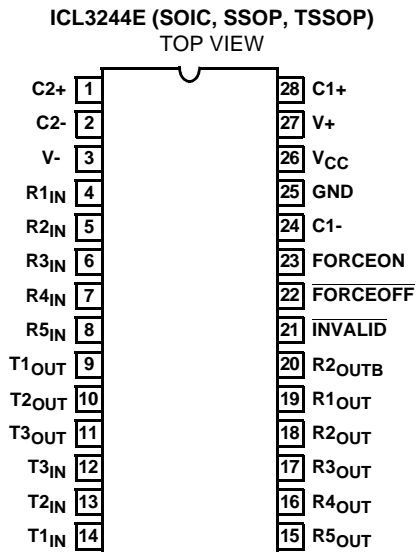 ICL3244E (SOIC, SSOP, TSSOP)
TOP VIEW
C2+ 1 28 C1+
C2- 2 27 V+
V- 3 26 VCC
R1IN 4 25 GND
R2IN 5 24 C1-
R3IN 6 23 FORCEON
R4IN 7 22 FORCEOFF
R5IN 8 21 INVALID
T1OUT 9 20 R2OUTB
T2OUT 10 19 R1OUT
T3OUT 11 18 R2OUT
T3IN 12 17 R3OUT
T2IN 13 16 R4OUT
T1IN 14 15 R5OUT